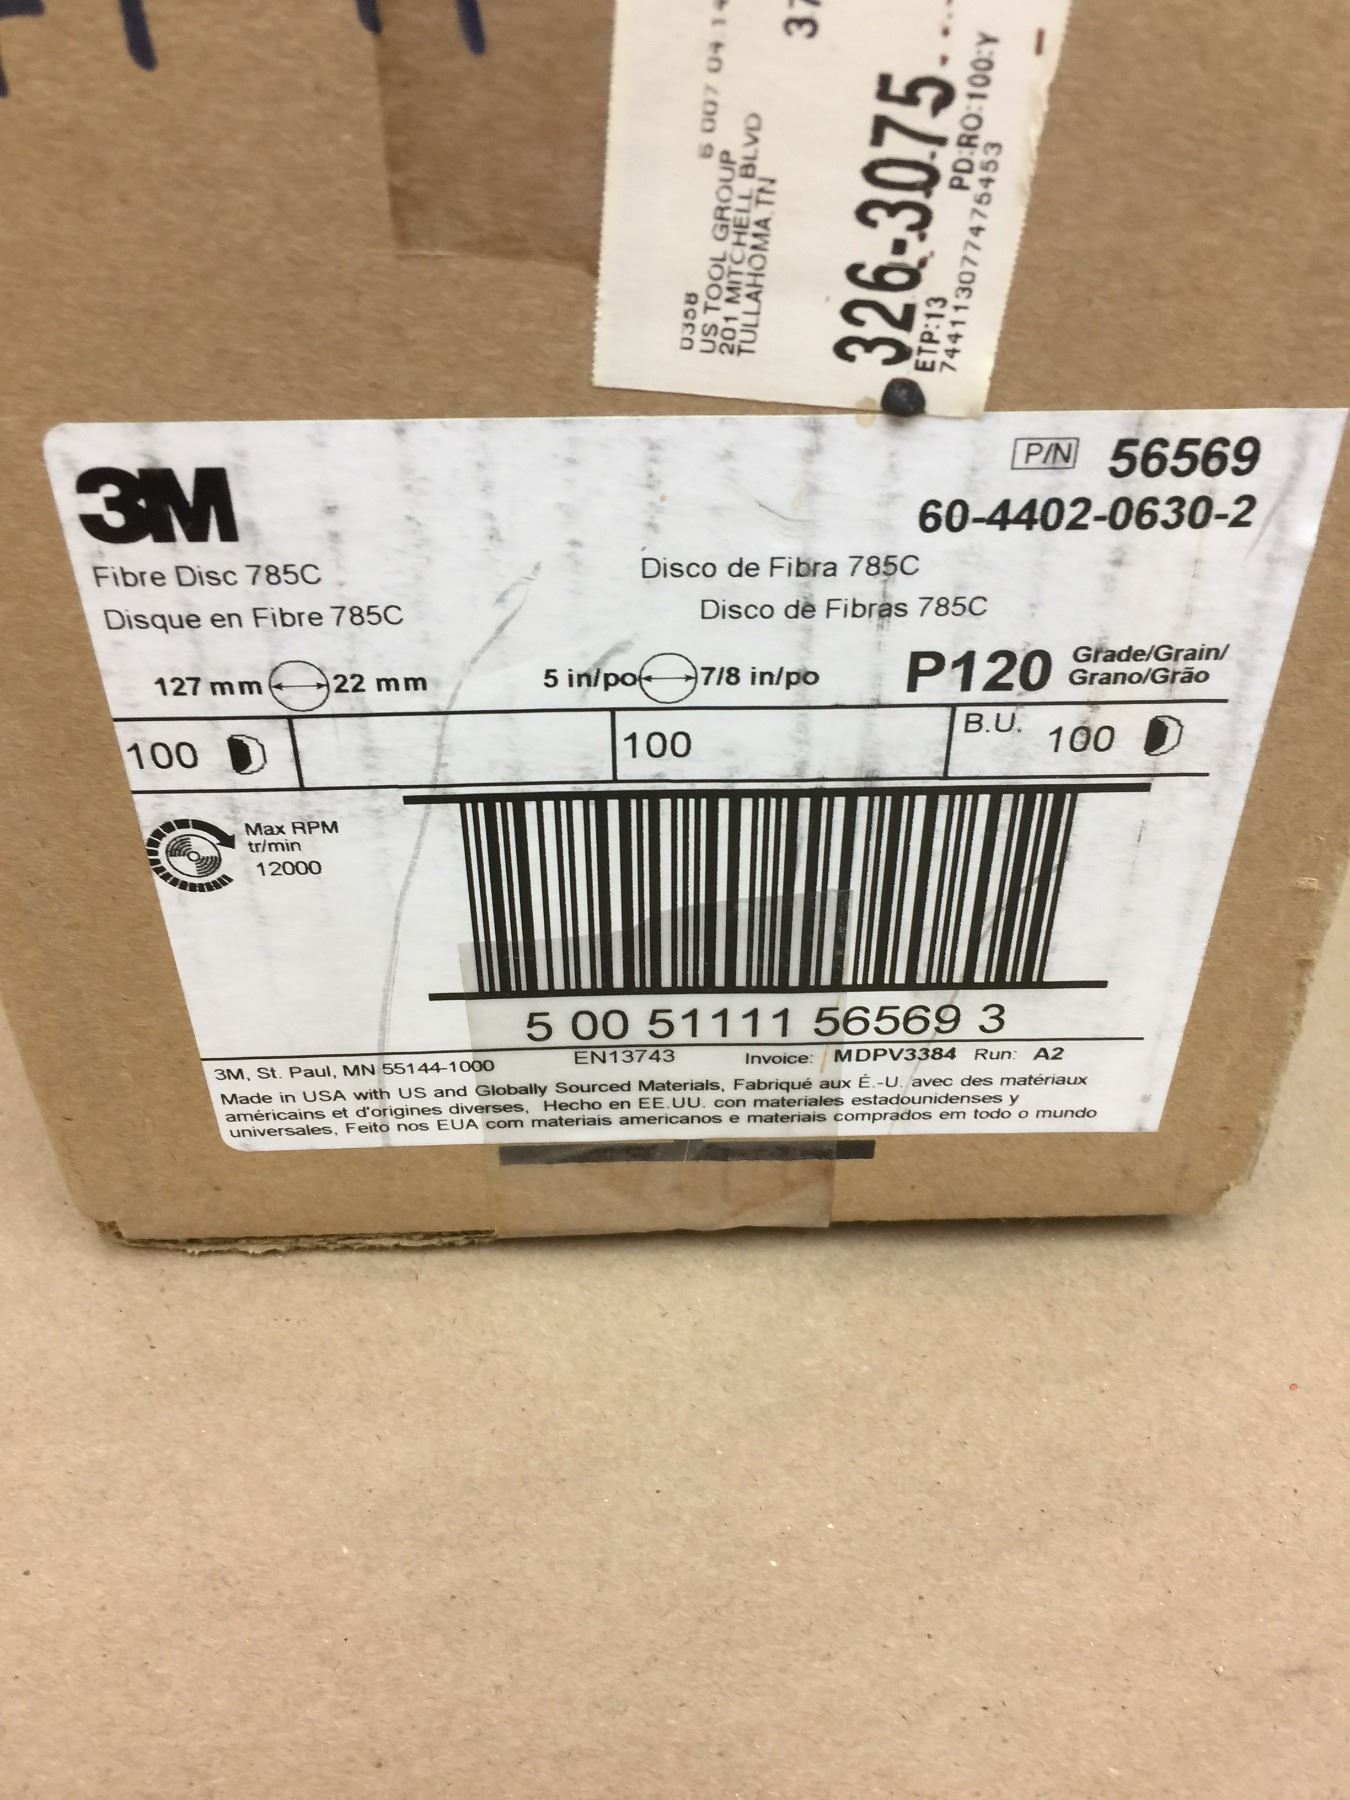 0358 5 007 04 14
US TOOL GROUP
201 MITCHELL BLVD
TULLAHOMA,TN
37
326-3075
ETP:13 PD:RO:100:Y
7441130777475453
3M
P/N 56569
60-4402-0630-2
Fibre Disc 785C Disco de Fibra 785C
Disque en Fibre 785C Disco de Fibras 785C
127 mm 22 mm 5 in/po 7/8 in/po P120 Grade/Grain/
Grano/Grão
100 100 B.U. 100
Max RPM
tr/min
12000
5 00 51111 56569 3
3M, St. Paul, MN 55144-1000 EN13743 Invoice: MDPV3384 Run: A2
Made in USA with US and Globally Sourced Materials, Fabriqué aux É.-U. avec des matériaux
américains et d'origines diverses, Hecho en EE.UU. con materiales estadounidenses y
universales, Feito nos EUA com materiais americanos e materiais comprados em todo o mundo